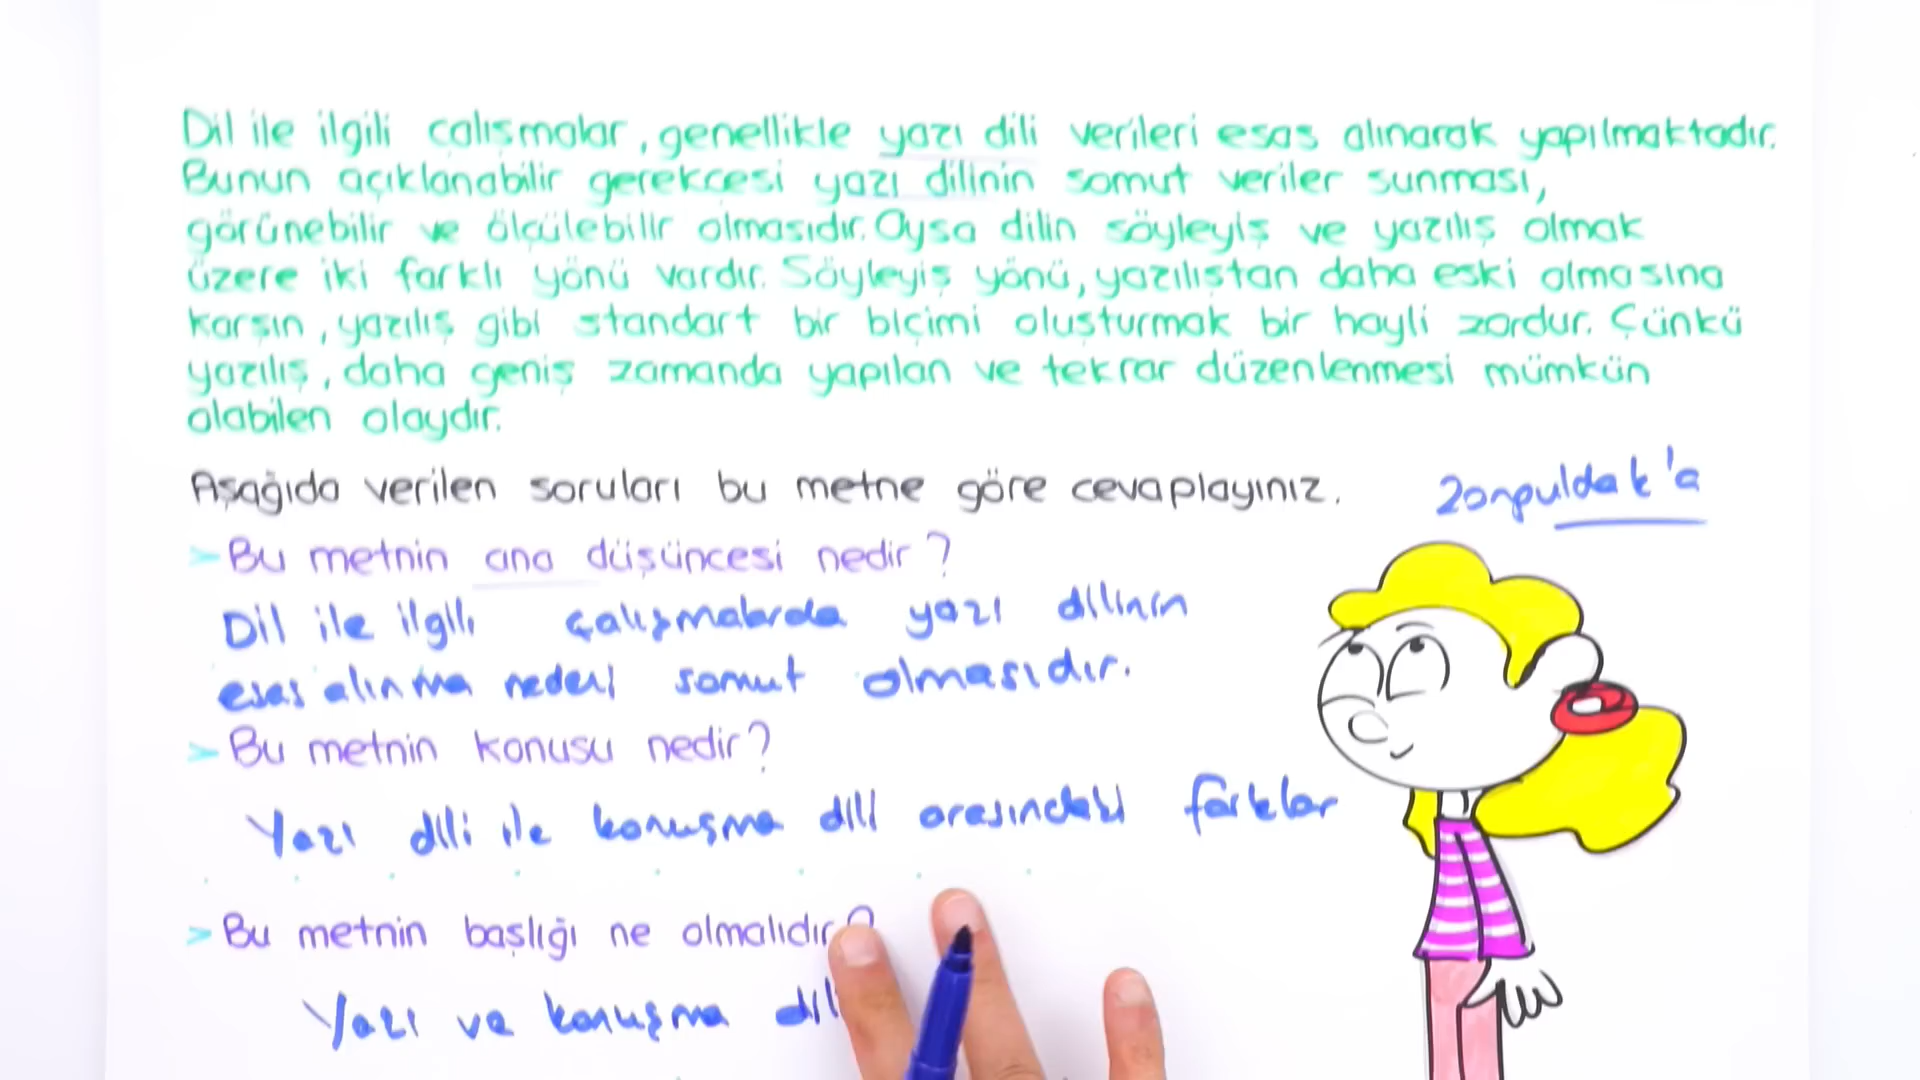 Dil ile ilgili çalışmalar, genellikle yazı dili verileri esas alınarak yapılmaktadır.
Bunun açıklanabilir gerekçesi yazı dilinin somut veriler sunması,
görünebilir ve ölçülebilir olmasıdır. Oysa dilin söyleyiş ve yazılış olmak
üzere iki farklı yönü vardır. Söyleyiş yönü, yazılıştan daha eski olmasına
karşın, yazılış gibi standart bir biçimi oluşturmak bir hayli zordur. Çünkü
yazılış, daha geniş zamanda yapılan ve tekrar düzenlenmesi mümkün
olabilen olaydır.
Aşağıda verilen soruları bu metne göre cevaplayınız.
Zonguldak'a
> Bu metnin ana düşüncesi nedir?
Dil ile ilgili çalışmalarda yazı dilinin
esas alınma nedeni somut olmasıdır.
> Bu metnin konusu nedir?
Yazı dili ile konuşma dili arasındaki farklar
> Bu metnin başlığı ne olmalıdır?
Yazı ve konuşma dil